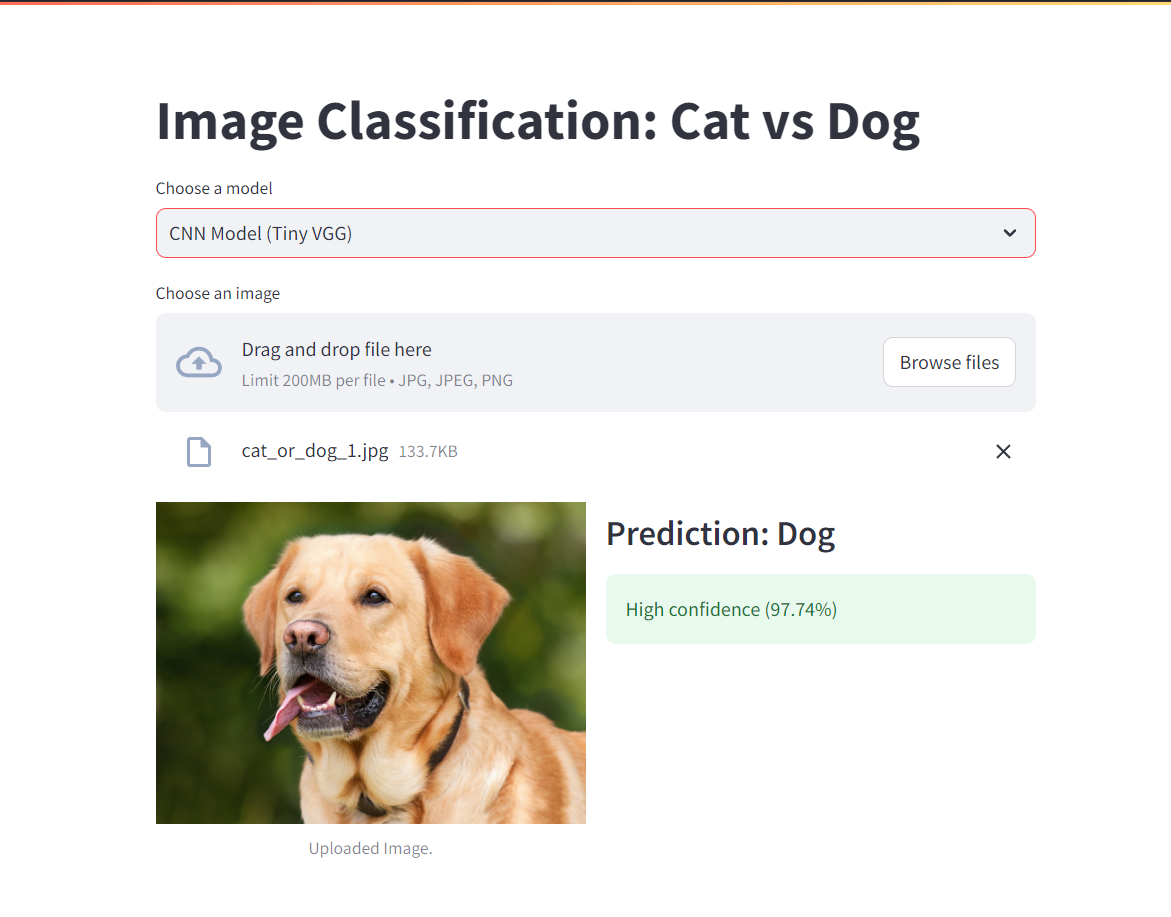 Image Classification: Cat vs Dog
Choose a model
CNN Model (Tiny VGG)
Choose an image
Drag and drop file here
Limit 200MB per file • JPG, JPEG, PNG
Browse files
cat_or_dog_1.jpg 133.7KB
Prediction: Dog
High confidence (97.74%)
Uploaded Image.